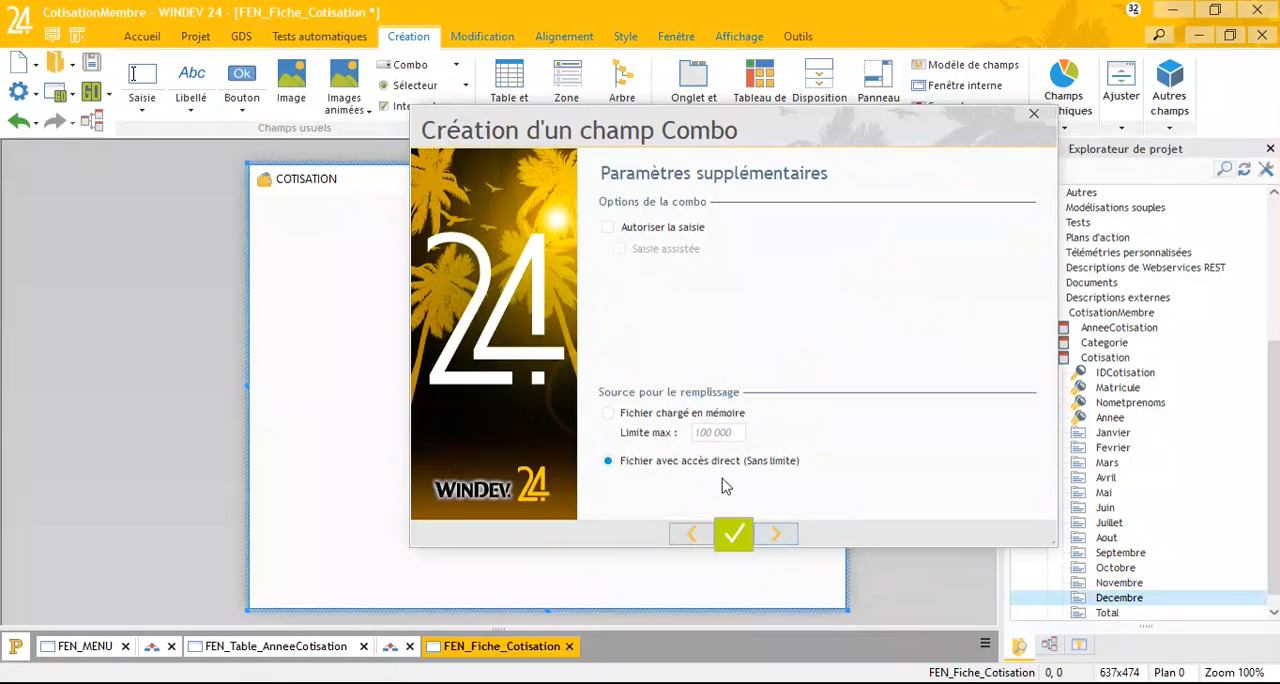 24 CotisationMembre - WINDEV 24 - [FEN_Fiche_Cotisation *] 32
Accueil Projet GDS Tests automatiques Création Modification Alignement Style Fenêtre Affichage Outils
Saisie
Abc
Libellé
Ok
Bouton
Image
Images
animées
Combo
Sélecteur
Inte
Champs usuels
Table et
Zone
Arbre
Onglet et
Tableau de
Disposition
Panneau
Modèle de champs
Fenêtre interne
Champs
hiques
Ajuster
Autres
champs
GO
COTISATION
Création d'un champ Combo
24
WINDEV. 24
Paramètres supplémentaires
Options de la combo
Autoriser la saisie
Saisie assistée
Source pour le remplissage
Fichier chargé en mémoire
Limite max : 100 000
Fichier avec accès direct (Sans limite)
Explorateur de projet
Autres
Modélisations souples
Tests
Plans d'action
Télémétries personnalisées
Descriptions de Webservices REST
Documents
Descriptions externes
CotisationMembre
AnneeCotisation
Categorie
Cotisation
IDCotisation
Matricule
Nometprenoms
Annee
Janvier
Fevrier
Mars
Avril
Mai
Juin
Juillet
Aout
Septembre
Octobre
Novembre
Decembre
Total
P FEN_MENU FEN_Table_AnneeCotisation FEN_Fiche_Cotisation
FEN_Fiche_Cotisation 0, 0 637x474 Plan 0 Zoom 100%